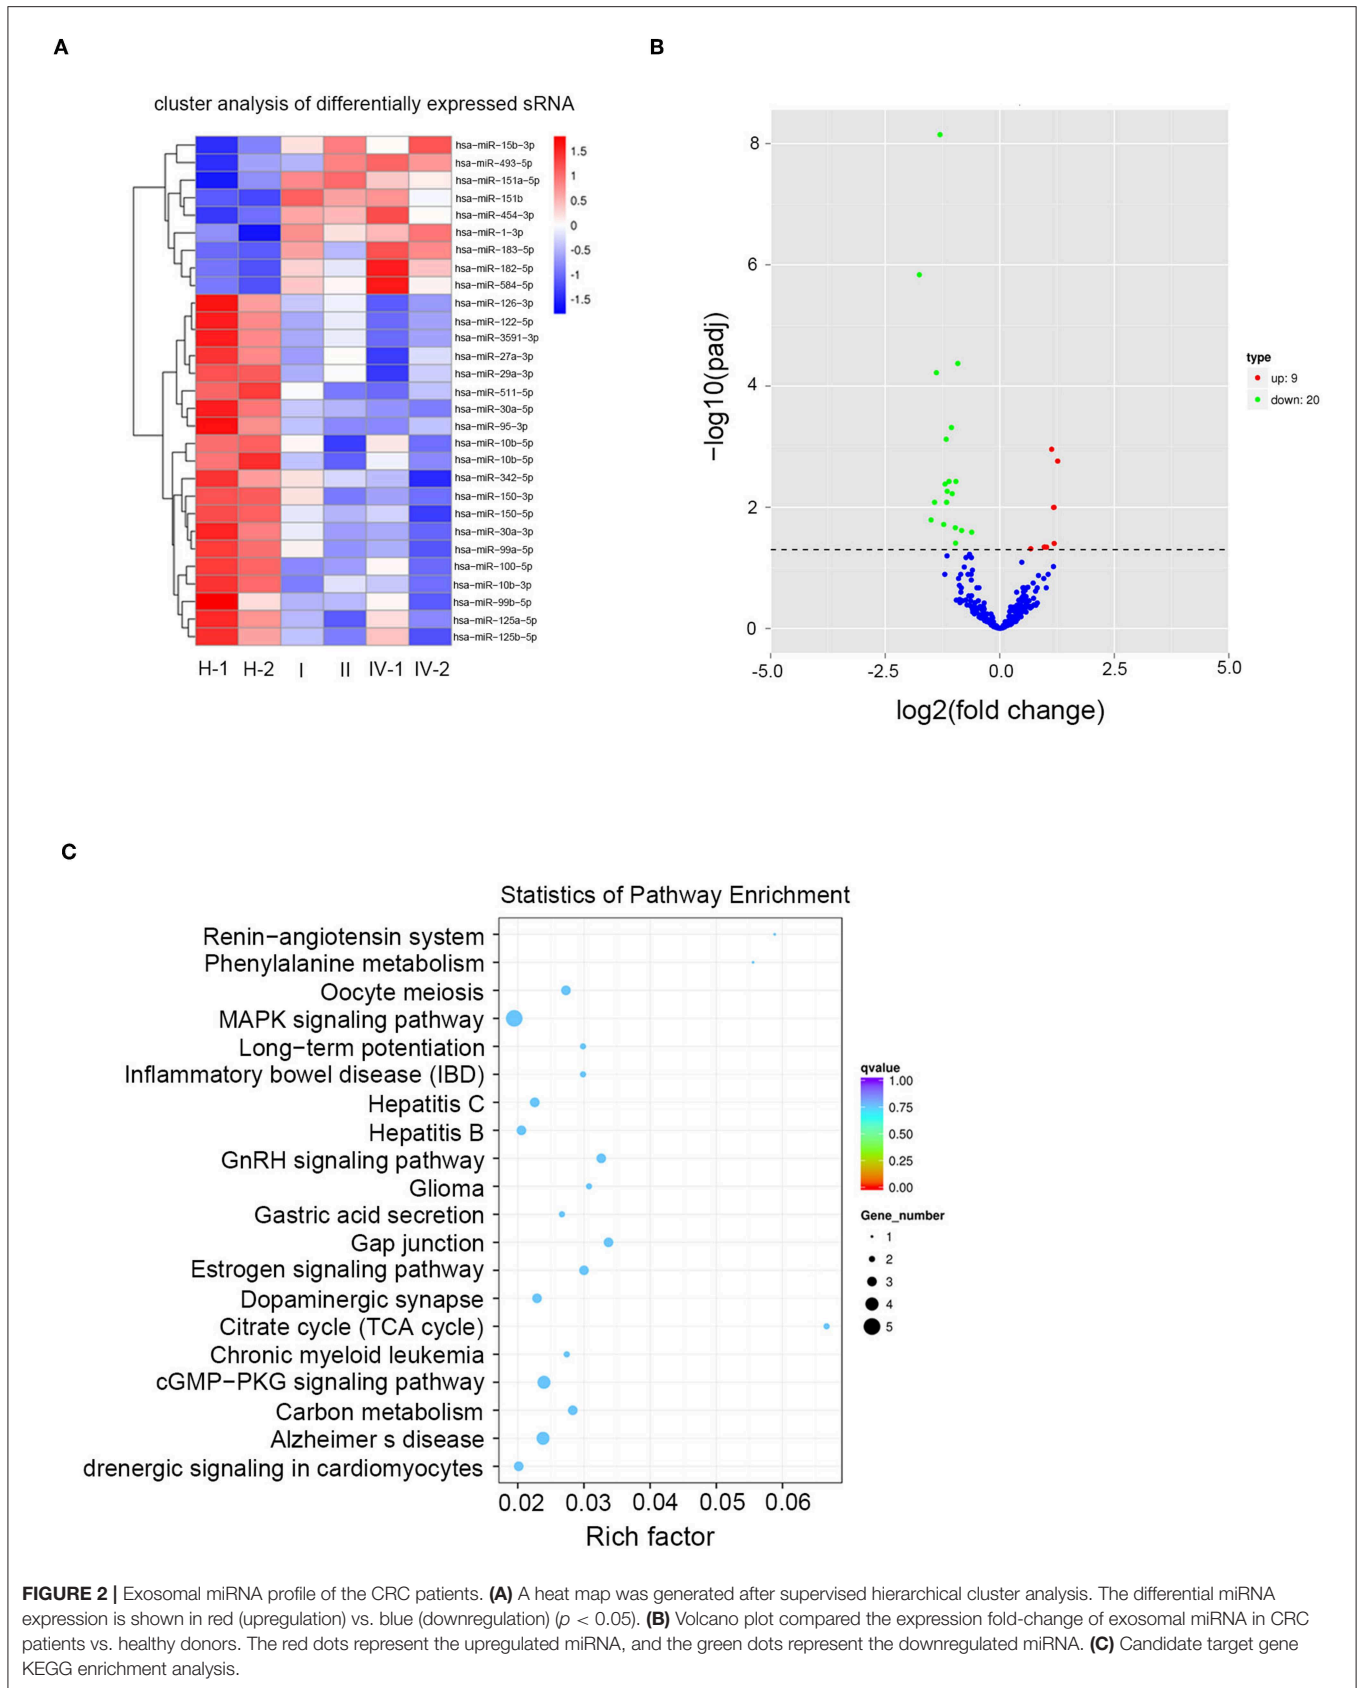 A
cluster analysis of differentially expressed sRNA
hsa−miR−15b−3p
hsa−miR−493−5p
hsa−miR−151a−5p
hsa−miR−151b
hsa−miR−454−3p
hsa−miR−1−3p
hsa−miR−183−5p
hsa−miR−182−5p
hsa−miR−584−5p
hsa−miR−126−3p
hsa−miR−122−5p
hsa−miR−3591−3p
hsa−miR−27a−3p
hsa−miR−29a−3p
hsa−miR−511−5p
hsa−miR−30a−5p
hsa−miR−95−3p
hsa−miR−10b−5p
hsa−miR−10b−5p
hsa−miR−342−5p
hsa−miR−150−3p
hsa−miR−150−5p
hsa−miR−30a−3p
hsa−miR−99a−5p
hsa−miR−100−5p
hsa−miR−10b−3p
hsa−miR−99b−5p
hsa−miR−125a−5p
hsa−miR−125b−5p
1.5
1
0.5
0
-0.5
-1
-1.5
H-1 H-2 I II IV-1 IV-2
B
8
6
4
2
0
−log10(padj)
-5.0 -2.5 0.0 2.5 5.0
log2(fold change)
type
up: 9
down: 20
C
Statistics of Pathway Enrichment
Renin−angiotensin system
Phenylalanine metabolism
Oocyte meiosis
MAPK signaling pathway
Long−term potentiation
Inflammatory bowel disease (IBD)
Hepatitis C
Hepatitis B
GnRH signaling pathway
Glioma
Gastric acid secretion
Gap junction
Estrogen signaling pathway
Dopaminergic synapse
Citrate cycle (TCA cycle)
Chronic myeloid leukemia
cGMP−PKG signaling pathway
Carbon metabolism
Alzheimer s disease
drenergic signaling in cardiomyocytes
0.02 0.03 0.04 0.05 0.06
Rich factor
qvalue
1.00
0.75
0.50
0.25
0.00
Gene_number
1
2
3
4
5
FIGURE 2 | Exosomal miRNA profile of the CRC patients. (A) A heat map was generated after supervised hierarchical cluster analysis. The differential miRNA
expression is shown in red (upregulation) vs. blue (downregulation) (p < 0.05). (B) Volcano plot compared the expression fold-change of exosomal miRNA in CRC
patients vs. healthy donors. The red dots represent the upregulated miRNA, and the green dots represent the downregulated miRNA. (C) Candidate target gene
KEGG enrichment analysis.